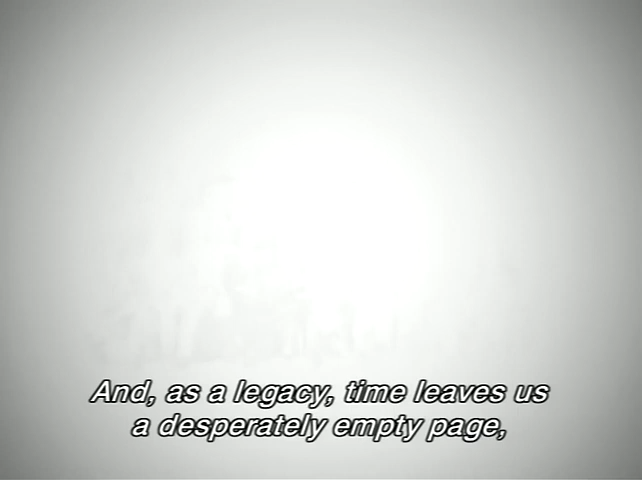 And, as a legacy, time leaves us
a desperately empty page,